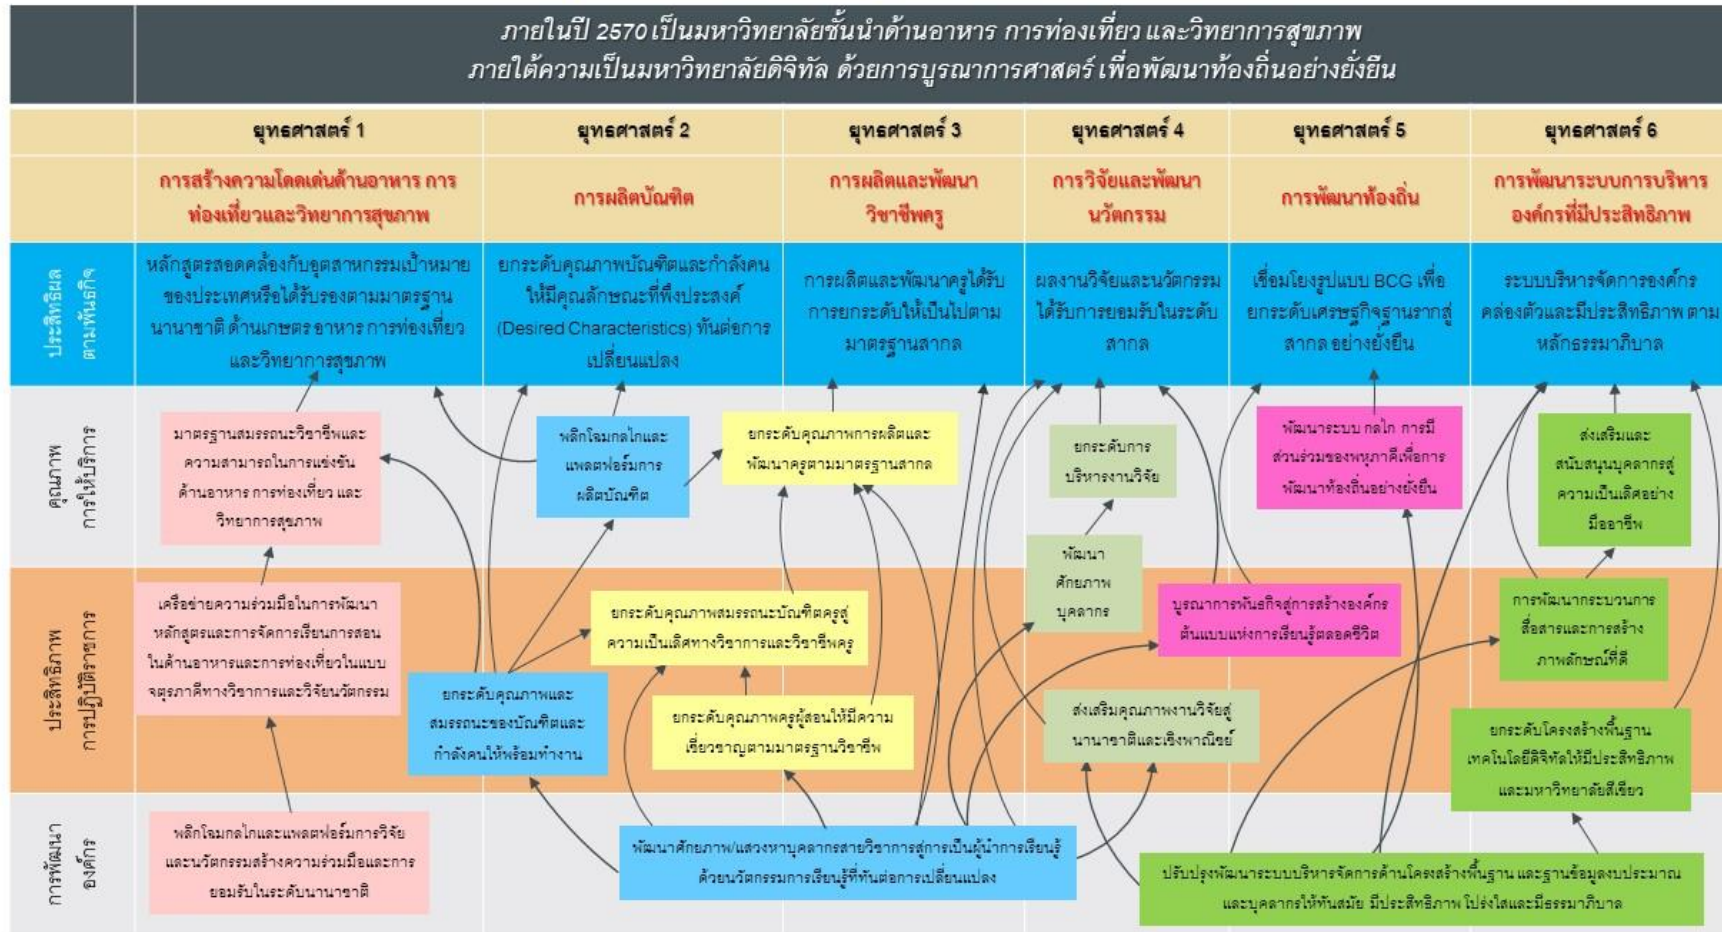 ภายในปี 2570 เป็นมหาวิทยาลัยชั้นนำด้านอาหาร การท่องเที่ยว และวิทยาการสุขภาพ
ภายใต้ความเป็นมหาวิทยาลัยดิจิทัล ด้วยการบูรณาการศาสตร์ เพื่อพัฒนาท้องถิ่นอย่างยั่งยืน
ยุทธศาสตร์ 1
ยุทธศาสตร์ 2
ยุทธศาสตร์ 3
ยุทธศาสตร์ 4
ยุทธศาสตร์ 5
ยุทธศาสตร์ 6
การสร้างความโดดเด่นด้านอาหาร การ
ท่องเที่ยวและวิทยาการสุขภาพ
การผลิตบัณฑิต
การผลิตและพัฒนา
วิชาชีพครู
การวิจัยและพัฒนา
นวัตกรรม
การพัฒนาท้องถิ่น
การพัฒนาระบบการบริหาร
องค์กรที่มีประสิทธิภาพ
ประสิทธิผล
ตามพันธกิจ
หลักสูตรสอดคล้องกับอุตสาหกรรมเป้าหมาย
ของประเทศหรือได้รับรองตามมาตรฐาน
นานาชาติ ด้านเกษตร อาหาร การท่องเที่ยว
และวิทยาการสุขภาพ
ยกระดับคุณภาพบัณฑิตและกำลังคน
ให้มีคุณลักษณะที่พึงประสงค์
(Desired Characteristics) ทันต่อการ
เปลี่ยนแปลง
การผลิตและพัฒนาครูได้รับ
การยกระดับให้เป็นไปตาม
มาตรฐานสากล
ผลงานวิจัยและนวัตกรรม
ได้รับการยอมรับในระดับ
สากล
เชื่อมโยงรูปแบบ BCG เพื่อ
ยกระดับเศรษฐกิจฐานรากสู่
สากล อย่างยั่งยืน
ระบบบริหารจัดการองค์กร
คล่องตัวและมีประสิทธิภาพ ตาม
หลักธรรมาภิบาล
คุณภาพ
การให้บริการ
มาตรฐานสมรรถนะวิชาชีพและ
ความสามารถในการแข่งขัน
ด้านอาหาร การท่องเที่ยว และ
วิทยาการสุขภาพ
พลิกโฉมกลไกและ
แพลตฟอร์มการ
ผลิตบัณฑิต
ยกระดับคุณภาพการผลิตและ
พัฒนาครูตามมาตรฐานสากล
ยกระดับการ
บริหารงานวิจัย
พัฒนาระบบ กลไก การมี
ส่วนร่วมของพหุภาคีเพื่อการ
พัฒนาท้องถิ่นอย่างยั่งยืน
ส่งเสริมและ
สนับสนุนบุคลากรสู่
ความเป็นเลิศอย่าง
มืออาชีพ
พัฒนา
ศักยภาพ
บุคลากร
ประสิทธิภาพ
การปฏิบัติราชการ
เครือข่ายความร่วมมือในการพัฒนา
หลักสูตรและการจัดการเรียนการสอน
ในด้านอาหารและการท่องเที่ยวในแบบ
จตุรภาคีทางวิชาการและวิจัยนวัตกรรม
ยกระดับคุณภาพและ
สมรรถนะของบัณฑิตและ
กำลังคนให้พร้อมทำงาน
ยกระดับคุณภาพสมรรถนะบัณฑิตครูสู่
ความเป็นเลิศทางวิชาการและวิชาชีพครู
ยกระดับคุณภาพครูผู้สอนให้มีความ
เชี่ยวชาญตามมาตรฐานวิชาชีพ
บูรณาการพันธกิจสู่การสร้างองค์กร
ต้นแบบแห่งการเรียนรู้ตลอดชีวิต
ส่งเสริมคุณภาพงานวิจัยสู่
นานาชาติและเชิงพาณิชย์
การพัฒนากระบวนการ
สื่อสารและการสร้าง
ภาพลักษณ์ที่ดี
ยกระดับโครงสร้างพื้นฐาน
เทคโนโลยีดิจิทัลให้มีประสิทธิภาพ
และมหาวิทยาลัยสีเขียว
การพัฒนา
องค์กร
พลิกโฉมกลไกและแพลตฟอร์มการวิจัย
และนวัตกรรมสร้างความร่วมมือและการ
ยอมรับในระดับนานาชาติ
พัฒนาศักยภาพ/แสวงหาบุคลากรสายวิชาการสู่การเป็นผู้นำการเรียนรู้
ด้วยนวัตกรรมการเรียนรู้ที่ทันต่อการเปลี่ยนแปลง
ปรับปรุงพัฒนาระบบบริหารจัดการด้านโครงสร้างพื้นฐาน และฐานข้อมูลงบประมาณ
และบุคลากรให้ทันสมัย มีประสิทธิภาพ โปร่งใสและมีธรรมาภิบาล